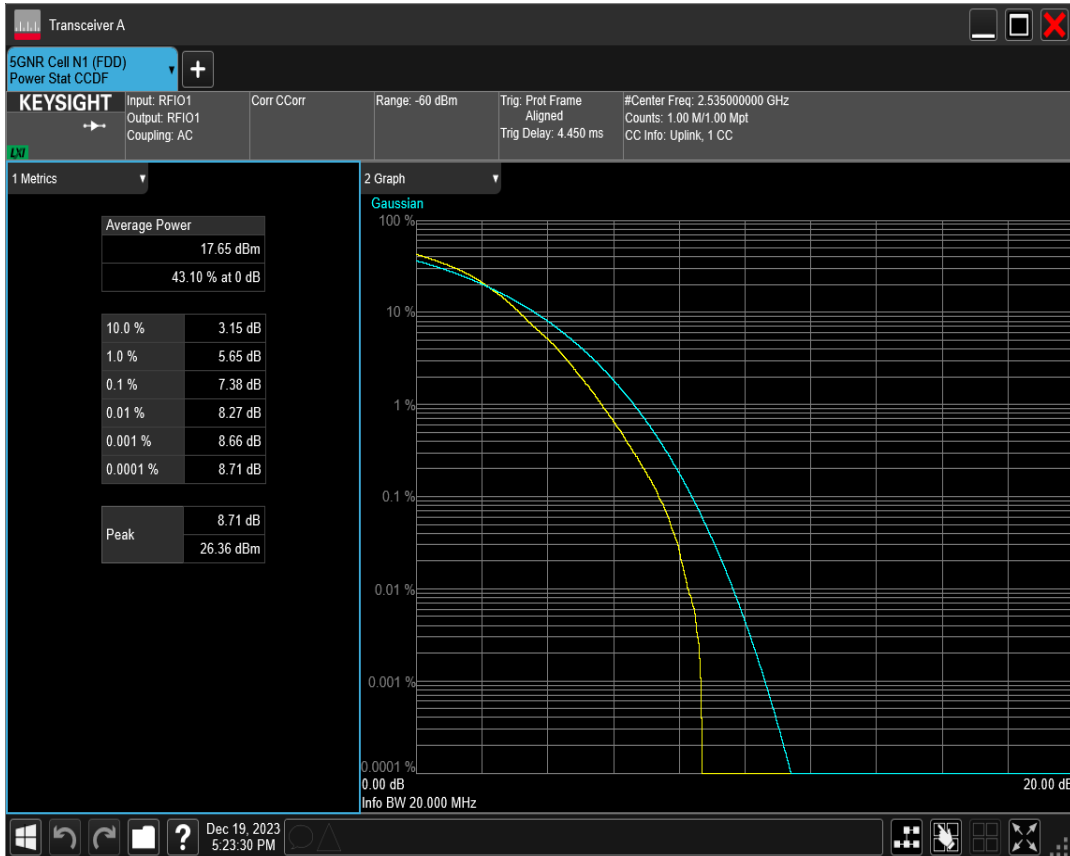 Transceiver A
5GNR Cell N1 (FDD)
Power Stat CCDF
KEYSIGHT
LXI
Input: RFIO1
Output: RFIO1
Coupling: AC
Corr CCorr
Range: -60 dBm
Trig: Prot Frame
Aligned
Trig Delay: 4.450 ms
#Center Freq: 2.535000000 GHz
Counts: 1.00 M/1.00 Mpt
CC Info: Uplink, 1 CC
1 Metrics
Average Power
17.65 dBm
43.10 % at 0 dB
10.0 % 3.15 dB
1.0 % 5.65 dB
0.1 % 7.38 dB
0.01 % 8.27 dB
0.001 % 8.66 dB
0.0001 % 8.71 dB
Peak
8.71 dB
26.36 dBm
2 Graph
Gaussian
100 %
10 %
1 %
0.1 %
0.01 %
0.001 %
0.0001 %
0.00 dB 20.00 dB
Info BW 20.000 MHz
Dec 19, 2023
5:23:30 PM